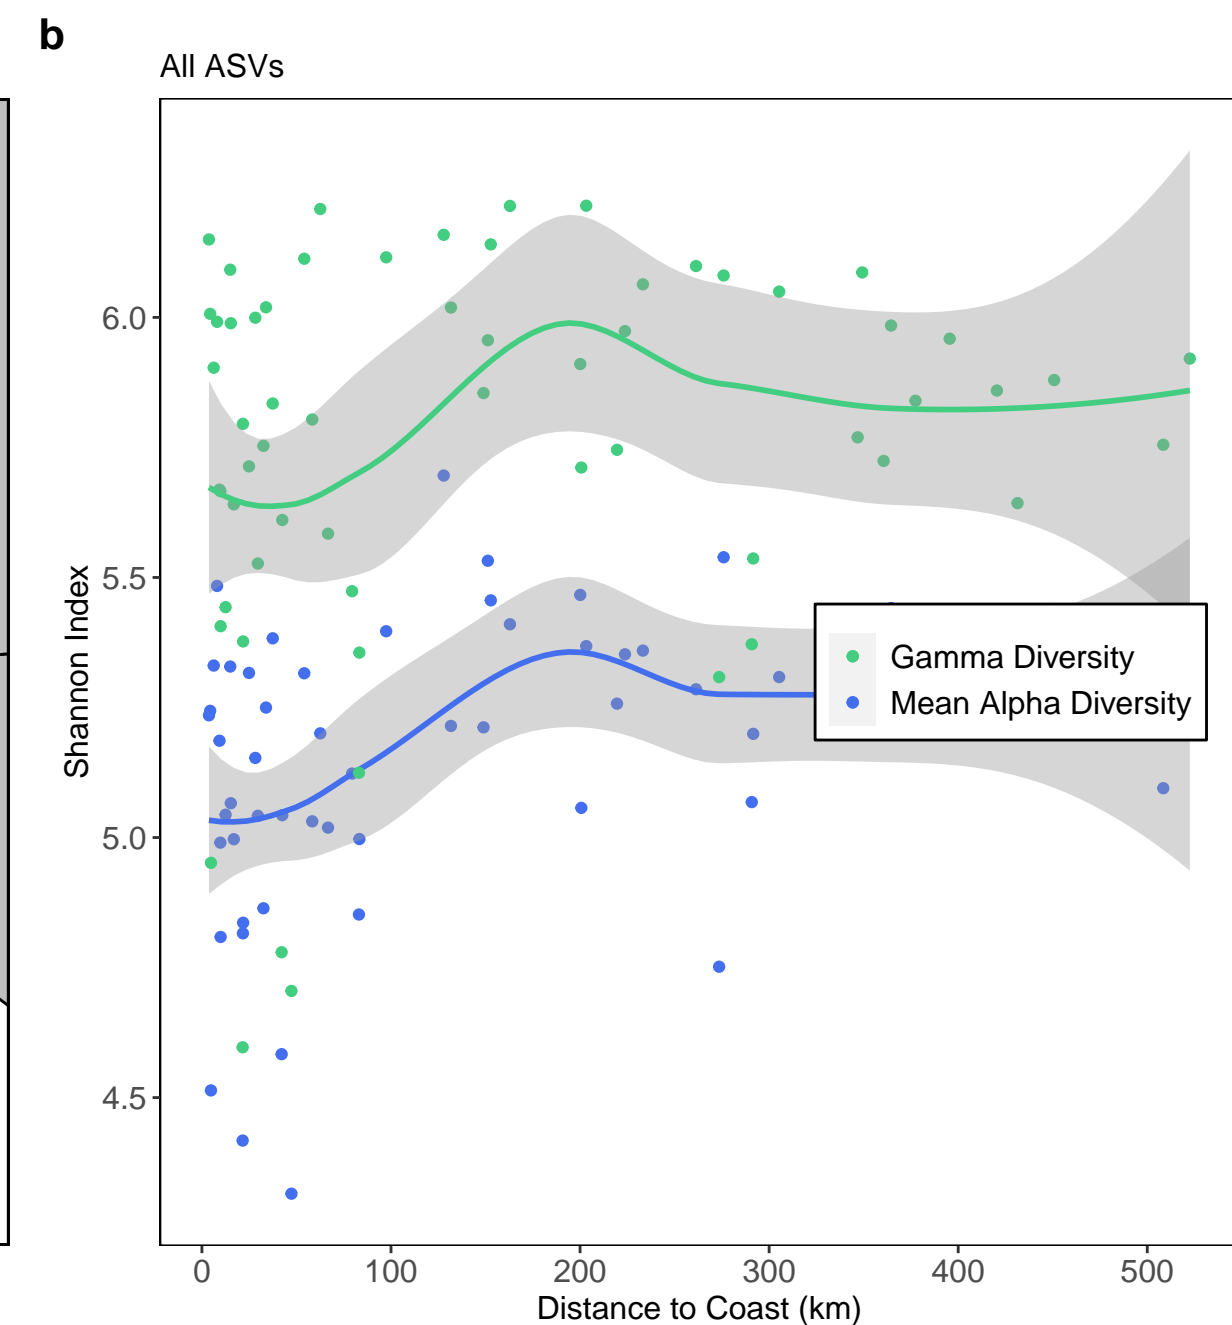 b
All ASVs
6.0
5.5
5.0
4.5
Shannon Index
Gamma Diversity
Mean Alpha Diversity
0 100 200 300 400 500
Distance to Coast (km)